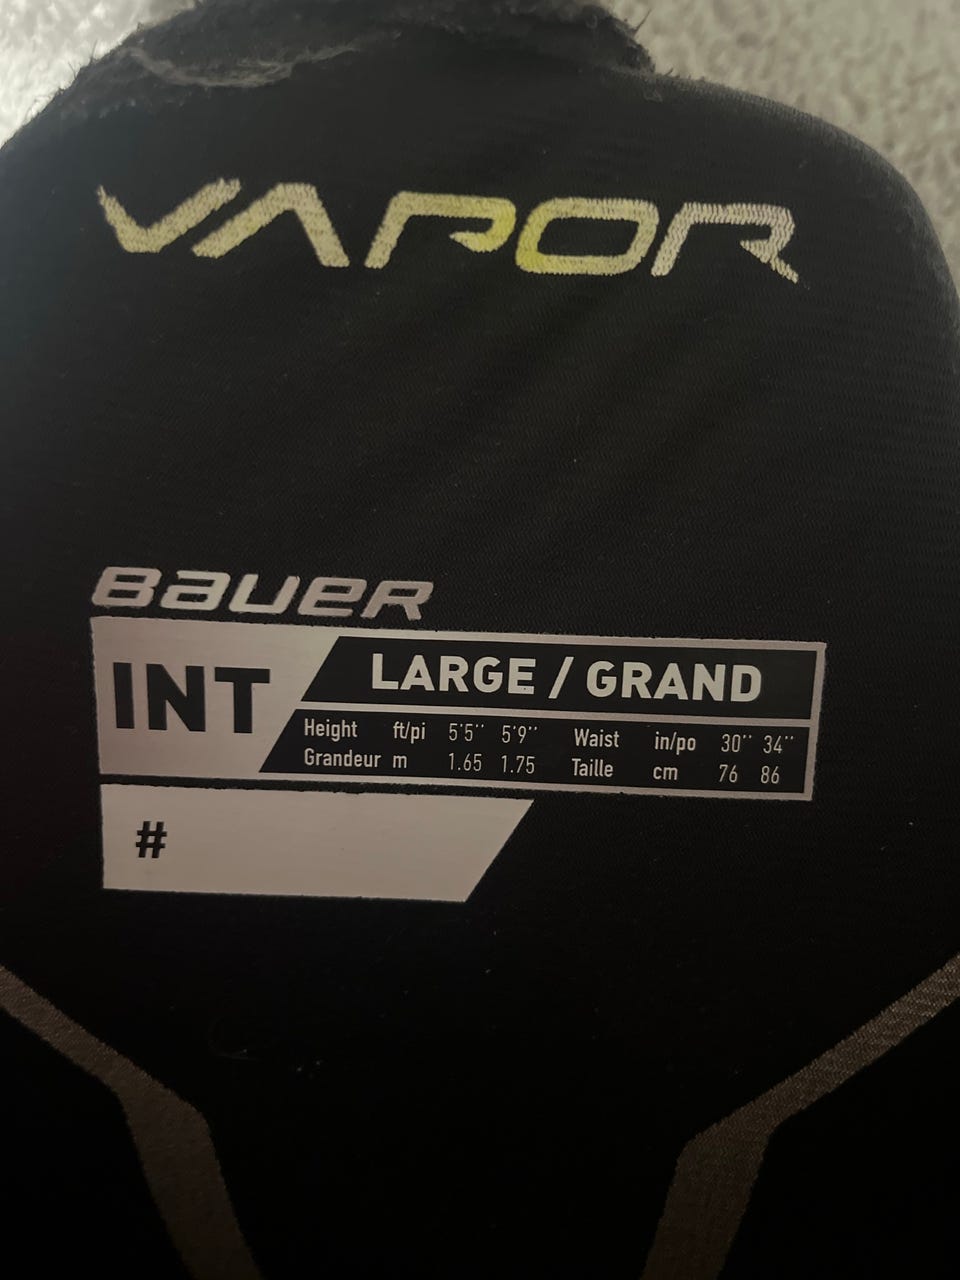 VAPOR
BAUER
INT
LARGE / GRAND
Height ft/pi 5'5'' 5'9'' Waist in/po 30'' 34''
Grandeur m 1.65 1.75 Taille cm 76 86
#